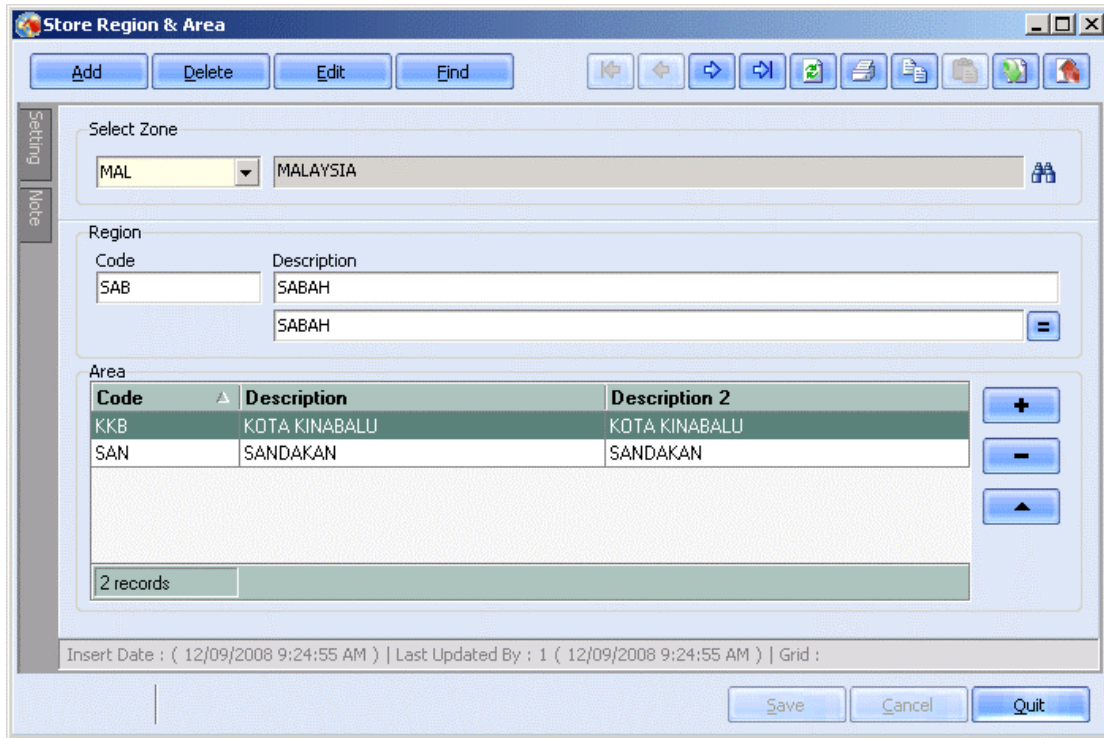 Store Region & Area
Add Delete Edit Find
Setting
Note
Select Zone
MAL MALAYSIA
Region
Code Description
SAB SABAH
SABAH
Area
Code Description Description 2
KKB KOTA KINABALU KOTA KINABALU
SAN SANDAKAN SANDAKAN
2 records
Insert Date : ( 12/09/2008 9:24:55 AM ) | Last Updated By : 1 ( 12/09/2008 9:24:55 AM ) | Grid :
Save Cancel Quit